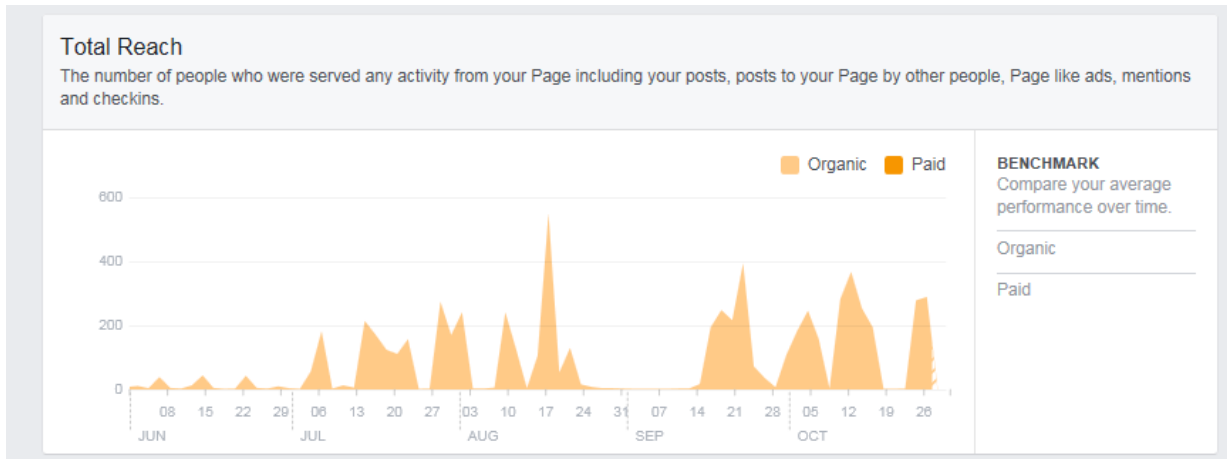 Total Reach
The number of people who were served any activity from your Page including your posts, posts to your Page by other people, Page like ads, mentions
and checkins.
Organic Paid
BENCHMARK
Compare your average
performance over time.
Organic
Paid
600
400
200
0
08 15 22 29 06 13 20 27 03 10 17 24 31 07 14 21 28 05 12 19 26
JUN JUL AUG SEP OCT